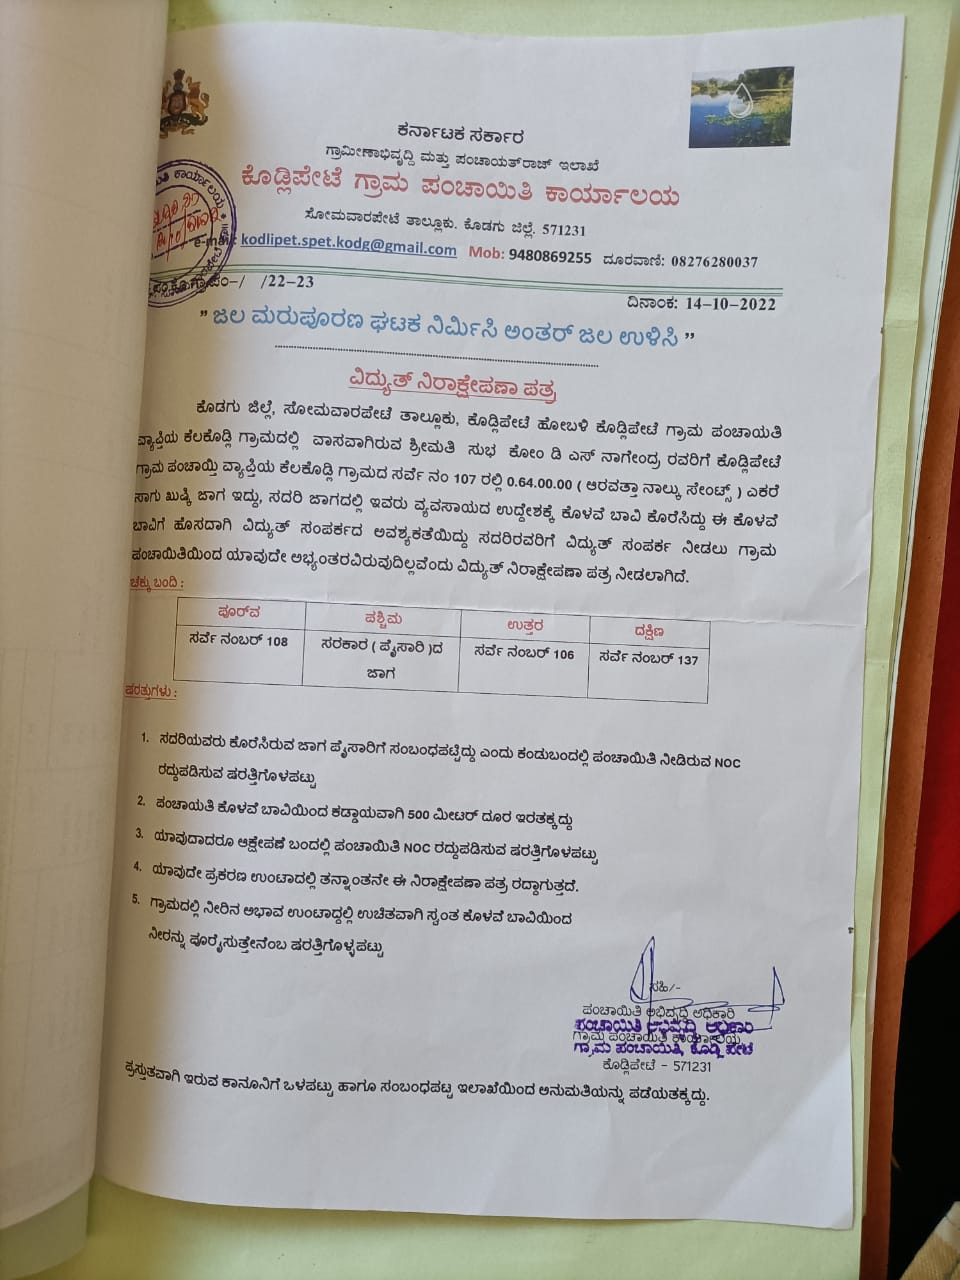 ಕರ್ನಾಟಕ ಸರ್ಕಾರ
ಗ್ರಾಮೀಣಾಭಿವೃದ್ಧಿ ಮತ್ತು ಪಂಚಾಯತ್‌ರಾಜ್ ಇಲಾಖೆ
ಕೊಡ್ಲಿಪೇಟೆ ಗ್ರಾಮ ಪಂಚಾಯಿತಿ ಕಾರ್ಯಾಲಯ
ಸೋಮವಾರಪೇಟೆ ತಾಲ್ಲೂಕು. ಕೊಡಗು ಜಿಲ್ಲೆ. 571231
e-mail: kodlipet.spet.kodg@gmail.com Mob: 9480869255 ದೂರವಾಣಿ: 08276280037
/ /22-23
ದಿನಾಂಕ: 14-10-2022
" ಜಲ ಮರುಪೂರಣ ಘಟಕ ನಿರ್ಮಿಸಿ ಅಂತರ್ ಜಲ ಉಳಿಸಿ "
ವಿದ್ಯುತ್ ನಿರಾಕ್ಷೇಪಣಾ ಪತ್ರ
ಕೊಡಗು ಜಿಲ್ಲೆ, ಸೋಮವಾರಪೇಟೆ ತಾಲ್ಲೂಕು, ಕೊಡ್ಲಿಪೇಟೆ ಹೋಬಳಿ ಕೊಡ್ಲಿಪೇಟೆ ಗ್ರಾಮ ಪಂಚಾಯತಿ
ವ್ಯಾಪ್ತಿಯ ಕೆಲಕೊಡ್ಲಿ ಗ್ರಾಮದಲ್ಲಿ ವಾಸವಾಗಿರುವ ಶ್ರೀಮತಿ ಸುಭ ಕೋಂ ಡಿ ಎಸ್ ನಾಗೇಂದ್ರ ರವರಿಗೆ ಕೊಡ್ಲಿಪೇಟೆ
ಗ್ರಾಮ ಪಂಚಾಯ್ತಿ ವ್ಯಾಪ್ತಿಯ ಕೆಲಕೊಡ್ಲಿ ಗ್ರಾಮದ ಸರ್ವೆ ನಂ 107 ರಲ್ಲಿ 0.64.00.00 ( ಆರವತ್ತಾ ನಾಲ್ಕು ಸೇಂಟ್ಸ್ ) ಎಕರೆ
ಸಾಗು ಖುಷ್ಕಿ ಜಾಗ ಇದ್ದು, ಸದರಿ ಜಾಗದಲ್ಲಿ ಇವರು ವ್ಯವಸಾಯದ ಉದ್ದೇಶಕ್ಕೆ ಕೊಳವೆ ಬಾವಿ ಕೊರೆಸಿದ್ದು ಈ ಕೊಳವೆ
ಬಾವಿಗೆ ಹೊಸದಾಗಿ ವಿದ್ಯುತ್ ಸಂಪರ್ಕದ ಅವಶ್ಯಕತೆಯಿದ್ದು ಸದರಿರವರಿಗೆ ವಿದ್ಯುತ್ ಸಂಪರ್ಕ ನೀಡಲು ಗ್ರಾಮ
ಪಂಚಾಯಿತಿಯಿಂದ ಯಾವುದೇ ಅಭ್ಯಂತರವಿರುವುದಿಲ್ಲವೆಂದು ವಿದ್ಯುತ್ ನಿರಾಕ್ಷೇಪಣಾ ಪತ್ರ ನೀಡಲಾಗಿದೆ.
ಚಕ್ಕುಬಂದಿ :
ಪೂರ್‌ವ ಪಶ್ಚಿಮ ಉತ್ತರ ದಕ್ಷಿಣ
ಸರ್ವೆ ನಂಬರ್ 108 ಸರಕಾರ ( ಪೈಸಾರಿ )ದ ಸರ್ವೆ ನಂಬರ್ 106 ಸರ್ವೆ ನಂಬರ್ 137
ಜಾಗ
ಷರತ್ತುಗಳು :
1. ಸದರಿಯವರು ಕೊರೆಸಿರುವ ಜಾಗ ಪೈಸಾರಿಗೆ ಸಂಬಂಧಪಟ್ಟಿದ್ದು ಎಂದು ಕಂಡುಬಂದಲ್ಲಿ ಪಂಚಾಯಿತಿ ನೀಡಿರುವ NOC
ರದ್ದುಪಡಿಸುವ ಷರತ್ತಿಗೊಳಪಟ್ಟು
2. ಪಂಚಾಯತಿ ಕೊಳವೆ ಬಾವಿಯಿಂದ ಕಡ್ಡಾಯವಾಗಿ 500 ಮೀಟರ್ ದೂರ ಇರತಕ್ಕದ್ದು
3. ಯಾವುದಾದರೂ ಆಕ್ಷೇಪಣೆ ಬಂದಲ್ಲಿ ಪಂಚಾಯಿತಿ NOC ರದ್ದುಪಡಿಸುವ ಷರತ್ತಿಗೊಳಪಟ್ಟು
4. ಯಾವುದೇ ಪ್ರಕರಣ ಉಂಟಾದಲ್ಲಿ ತನ್ನಾಂತನೇ ಈ ನಿರಾಕ್ಷೇಪಣಾ ಪತ್ರ ರದ್ದಾಗುತ್ತದೆ.
5. ಗ್ರಾಮದಲ್ಲಿ ನೀರಿನ ಅಭಾವ ಉಂಟಾದ್ದಲ್ಲಿ ಉಚಿತವಾಗಿ ಸ್ವಂತ ಕೊಳವೆ ಬಾವಿಯಿಂದ
ನೀರನ್ನು ಪೂರೈಸುತ್ತೇನೆಂಬ ಷರತ್ತಿಗೊಳ್ಳಪಟ್ಟು
ಸಹಿ/-
ಪಂಚಾಯಿತಿ ಅಭಿವೃದ್ಧಿ ಅಧಿಕಾರಿ
ಪಂಚಾಯಿತಿ ಅಭಿವೃದ್ಧಿ ಅಧಿಕಾರಿ
ಗ್ರಾಮ ಪಂಚಾಯಿತಿ ಕಾರ್ಯಾಲಯ
ಗ್ರಾಮ ಪಂಚಾಯಿತಿ, ಕೊಡ್ಲಿಪೇಟೆ
ಕೊಡ್ಲಿಪೇಟೆ - 571231
ಪ್ರಸ್ತುತವಾಗಿ ಇರುವ ಕಾನೂನಿಗೆ ಒಳಪಟ್ಟು ಹಾಗೂ ಸಂಬಂಧಪಟ್ಟ ಇಲಾಖೆಯಿಂದ ಅನುಮತಿಯನ್ನು ಪಡೆಯತಕ್ಕದ್ದು.